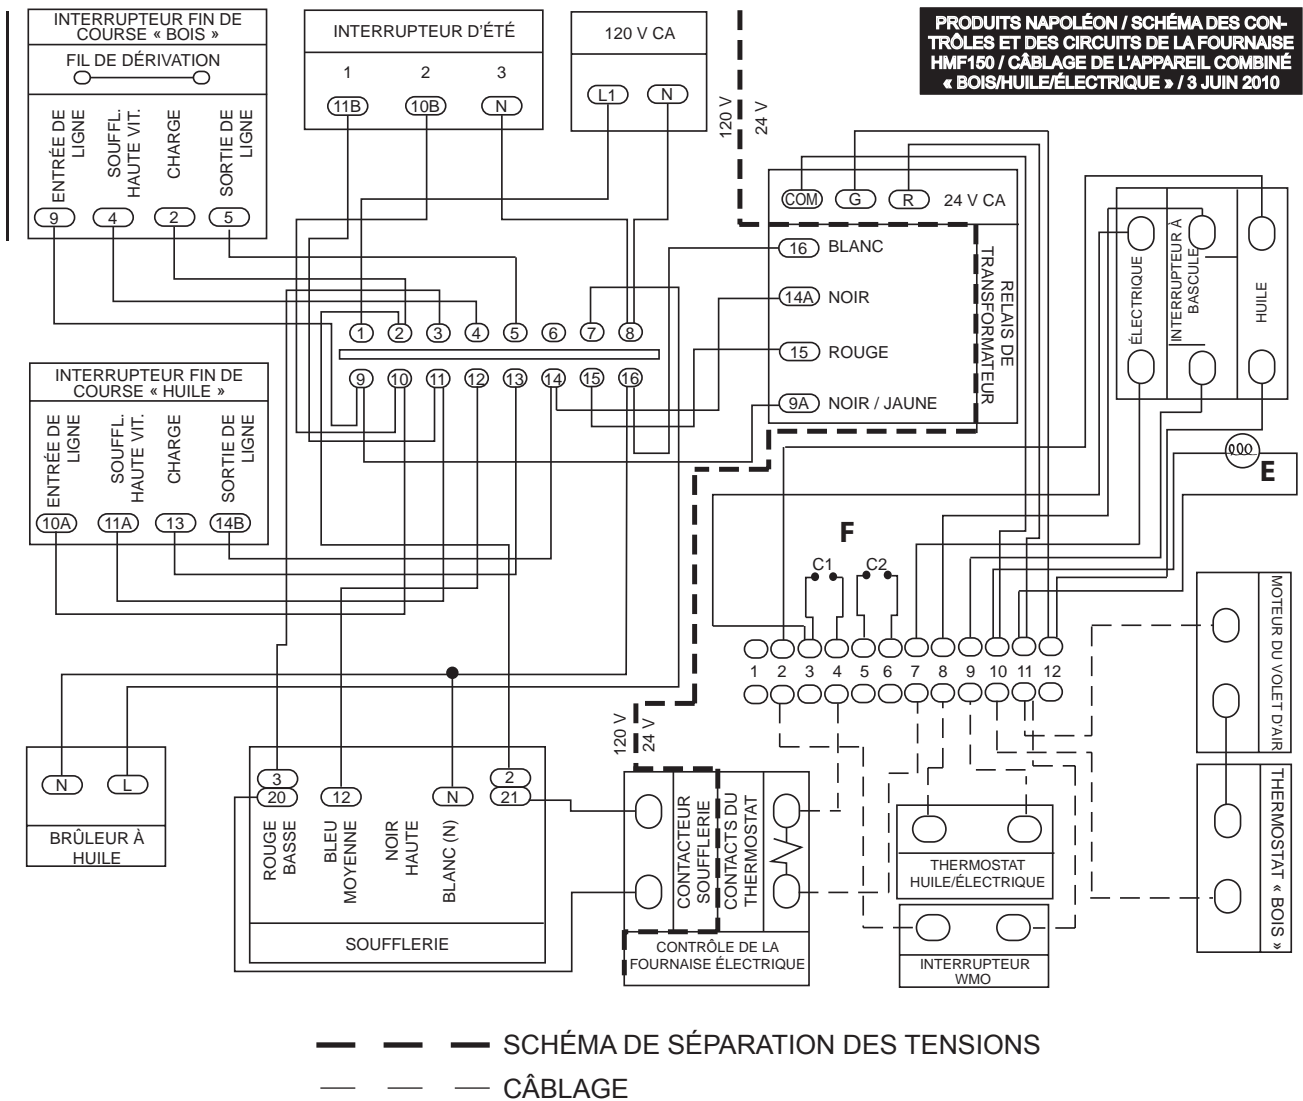 INTERRUPTEUR FIN DE
COURSE « BOIS »
FIL DE DÉRIVATION
ENTRÉE DE
LIGNE
SOUFFL.
HAUTE VIT.
CHARGE
SORTIE DE
LIGNE
9
4
2
5
INTERRUPTEUR D'ÉTÉ
1
2
3
11B
10B
N
120 V CA
L1
N
120 V
24 V
PRODUITS NAPOLÉON / SCHÉMA DES CON-
TRÔLES ET DES CIRCUITS DE LA FOURNAISE
HMF150 / CÂBLAGE DE L'APPAREIL COMBINÉ
« BOIS/HUILE/ÉLECTRIQUE » / 3 JUIN 2010
COM
G
R
24 V CA
16
BLANC
14A
NOIR
15
ROUGE
9A
NOIR / JAUNE
RELAIS DE
TRANSFORMATEUR
ÉLECTRIQUE
INTERRUPTEUR À
BASCULE
HUILE
1
2
3
4
5
6
7
8
9
10
11
12
13
14
15
16
INTERRUPTEUR FIN DE
COURSE « HUILE »
ENTRÉE DE
LIGNE
SOUFFL.
HAUTE VIT.
CHARGE
SORTIE DE
LIGNE
10A
11A
13
14B
E
F
C1
C2
1
2
3
4
5
6
7
8
9
10
11
12
MOTEUR DU VOLET D'AIR
THERMOSTAT « BOIS »
N
L
BRÛLEUR À
HUILE
3
20
12
N
2
21
ROUGE
BASSE
BLEU
MOYENNE
NOIR
HAUTE
BLANC (N)
SOUFFLERIE
120 V
24 V
CONTACTEUR
SOUFFLERIE
CONTACTS DU
THERMOSTAT
CONTRÔLE DE LA
FOURNAISE ÉLECTRIQUE
THERMOSTAT
HUILE/ÉLECTRIQUE
INTERRUPTEUR
WMO
SCHÉMA DE SÉPARATION DES TENSIONS
CÂBLAGE